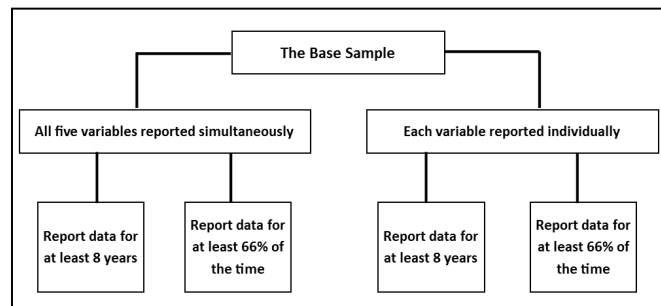 The Base Sample
All five variables reported simultaneously
Each variable reported individually
Report data for
at least 8 years
Report data for
at least 66% of
the time
Report data for
at least 8 years
Report data for
at least 66% of
the time